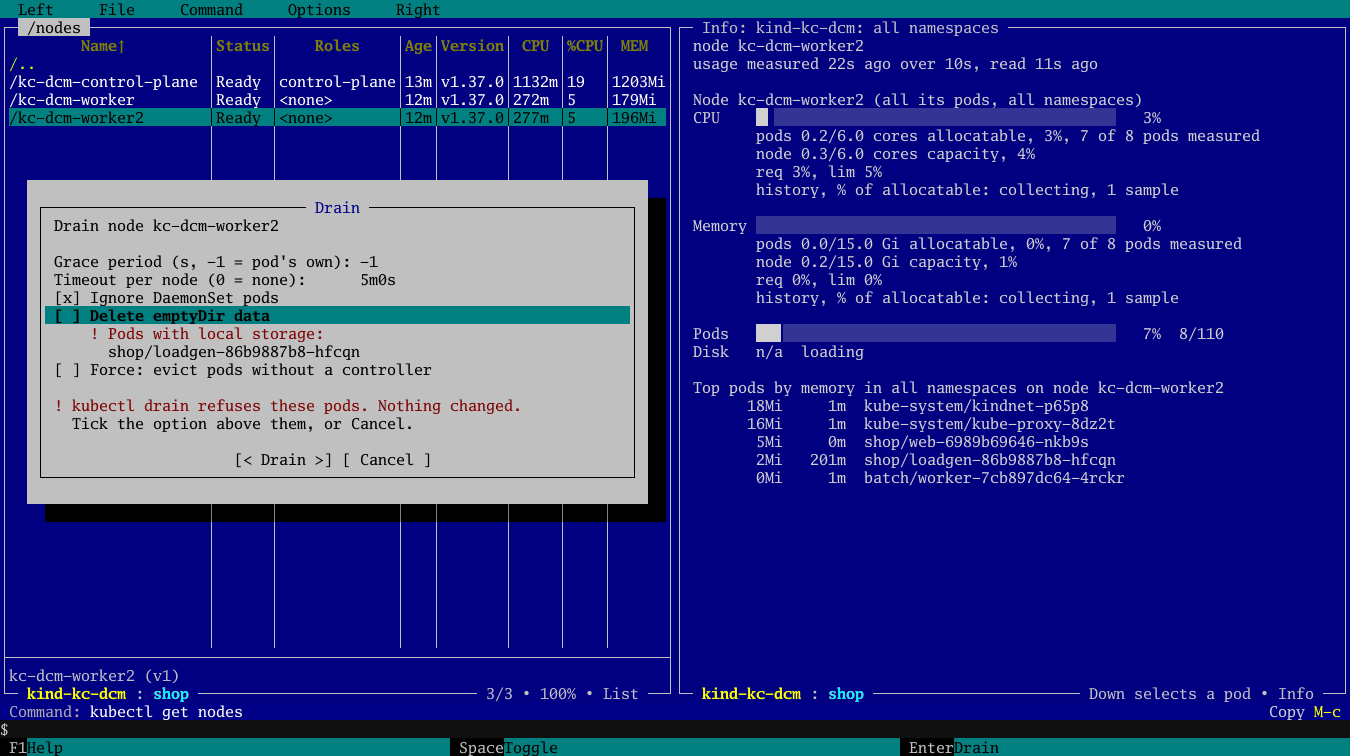 Left File Command Options Right
/nodes
Name↑ Status Roles Age Version CPU %CPU MEM
/..
/kc-dcm-control-plane Ready control-plane 13m v1.37.0 1132m 19 1203Mi
/kc-dcm-worker Ready <none> 12m v1.37.0 272m 5 179Mi
/kc-dcm-worker2 Ready <none> 12m v1.37.0 277m 5 196Mi
Drain
Drain node kc-dcm-worker2
Grace period (s, -1 = pod's own): -1
Timeout per node (0 = none): 5m0s
[x] Ignore DaemonSet pods
[ ] Delete emptyDir data
! Pods with local storage:
shop/loadgen-86b9887b8-hfcqn
[ ] Force: evict pods without a controller
! kubectl drain refuses these pods. Nothing changed.
Tick the option above them, or Cancel.
[< Drain >] [ Cancel ]
kc-dcm-worker2 (v1)
kind-kc-dcm : shop 3/3 • 100% • List
Info: kind-kc-dcm: all namespaces
node kc-dcm-worker2
usage measured 22s ago over 10s, read 11s ago
Node kc-dcm-worker2 (all its pods, all namespaces)
CPU 3%
pods 0.2/6.0 cores allocatable, 3%, 7 of 8 pods measured
node 0.3/6.0 cores capacity, 4%
req 3%, lim 5%
history, % of allocatable: collecting, 1 sample
Memory 0%
pods 0.0/15.0 Gi allocatable, 0%, 7 of 8 pods measured
node 0.2/15.0 Gi capacity, 1%
req 0%, lim 0%
history, % of allocatable: collecting, 1 sample
Pods 7% 8/110
Disk n/a loading
Top pods by memory in all namespaces on node kc-dcm-worker2
18Mi 1m kube-system/kindnet-p65p8
16Mi 1m kube-system/kube-proxy-8dz2t
5Mi 0m shop/web-6989b69646-nkb9s
2Mi 201m shop/loadgen-86b9887b8-hfcqn
0Mi 1m batch/worker-7cb897dc64-4rckr
kind-kc-dcm : shop Down selects a pod • Info
Command: kubectl get nodes Copy M-c
$
F1Help SpaceToggle EnterDrain